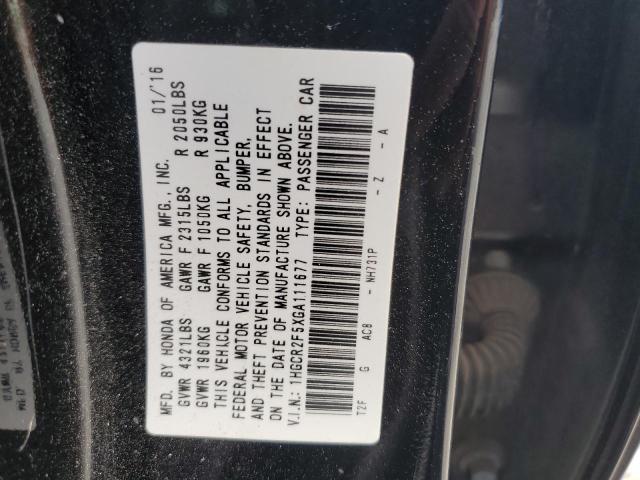 MFD. BY HONDA OF AMERICA MFG., INC. 01/'16
GVWR 4321LBS GAWR F 2315LBS R 2050LBS
GVWR 1960KG GAWR F 1050KG R 930KG
THIS VEHICLE CONFORMS TO ALL APPLICABLE
FEDERAL MOTOR VEHICLE SAFETY, BUMPER,
AND THEFT PREVENTION STANDARDS IN EFFECT
ON THE DATE OF MANUFACTURE SHOWN ABOVE.
V.I.N.: 1HGCR2F5XGA111677 TYPE: PASSENGER CAR
T2F G AC8 - NH731P - Z - A